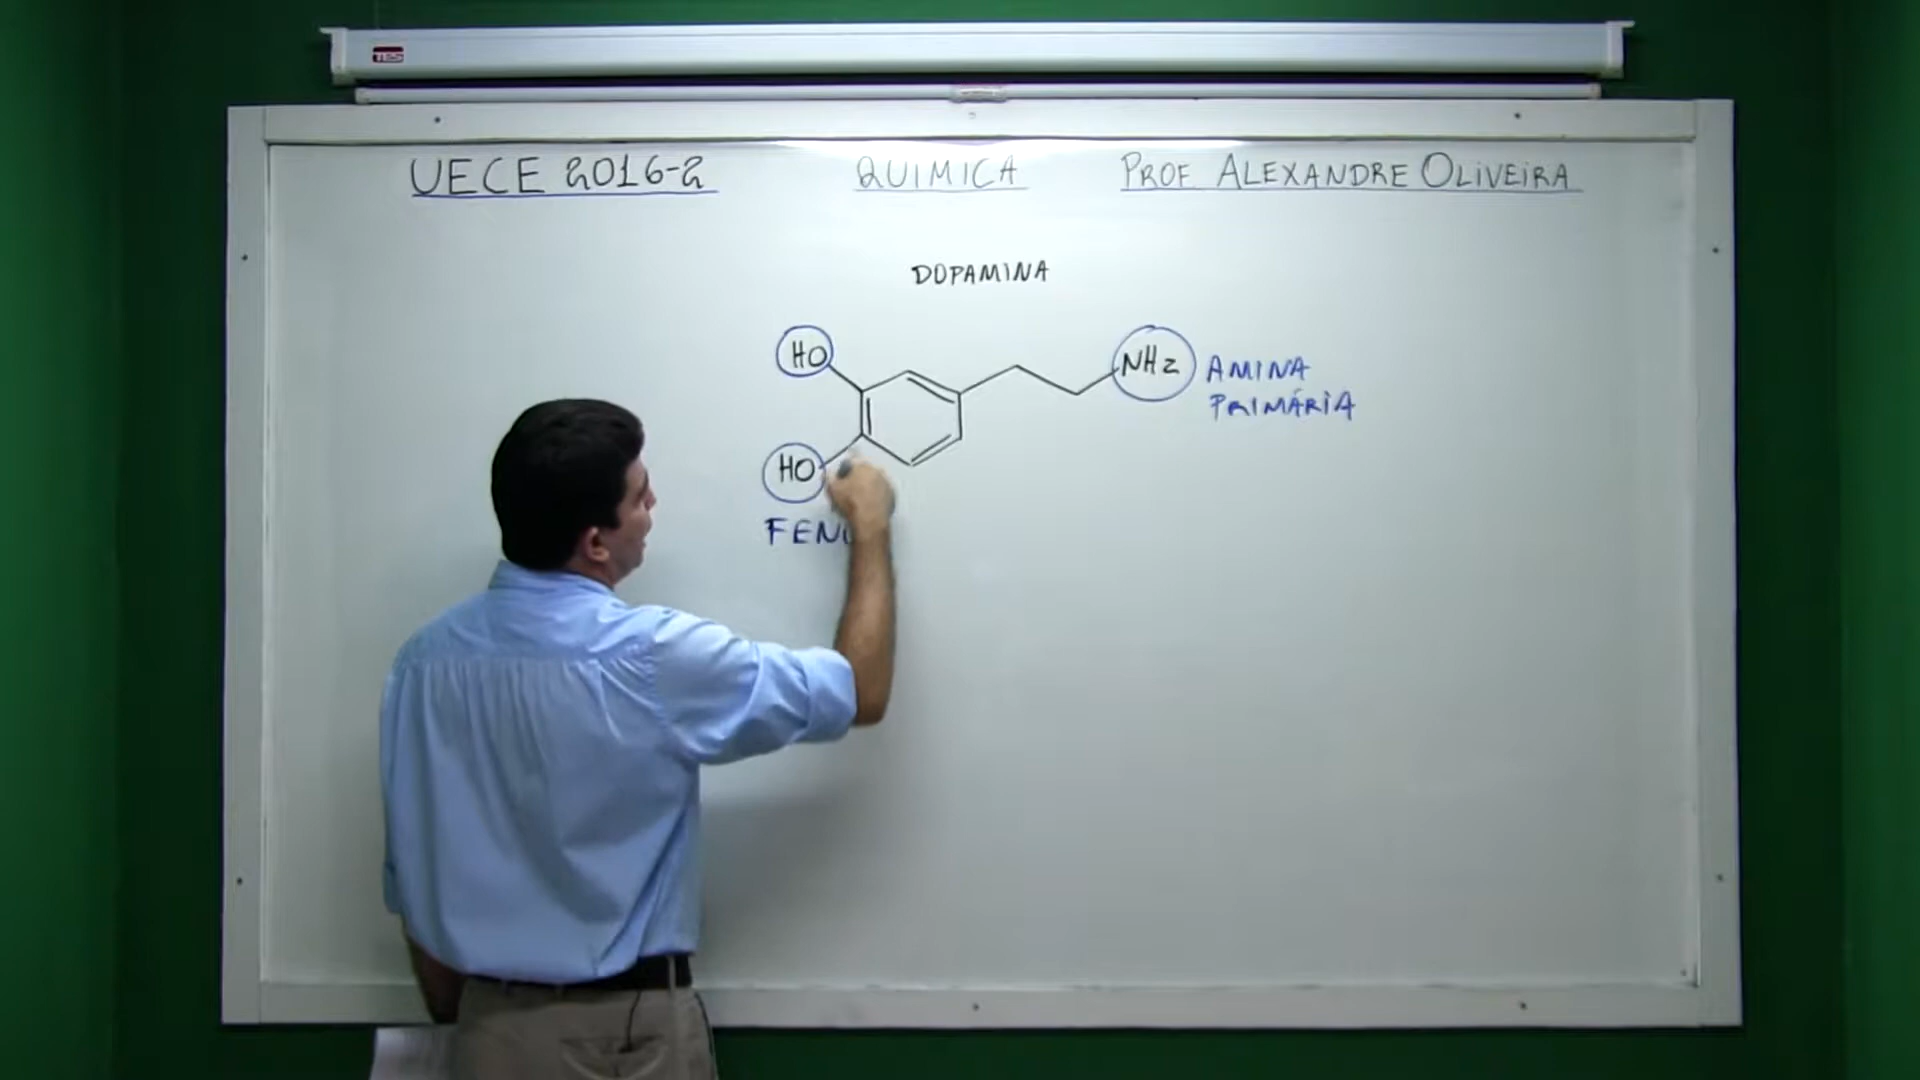 UECE 2016-2 QUIMICA PROF ALEXANDRE OLIVEIRA
DOPAMINA
HO
NH2 AMINA
PRIMÁRIA
HO